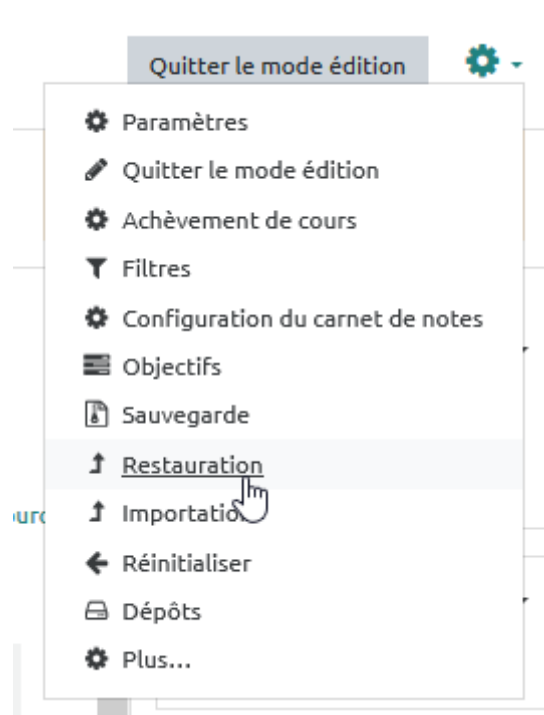 Quitter le mode édition
Paramètres
Quitter le mode édition
Achèvement de cours
Filtres
Configuration du carnet de notes
Objectifs
Sauvegarde
Restauration
Importation
Réinitialiser
Dépôts
Plus...